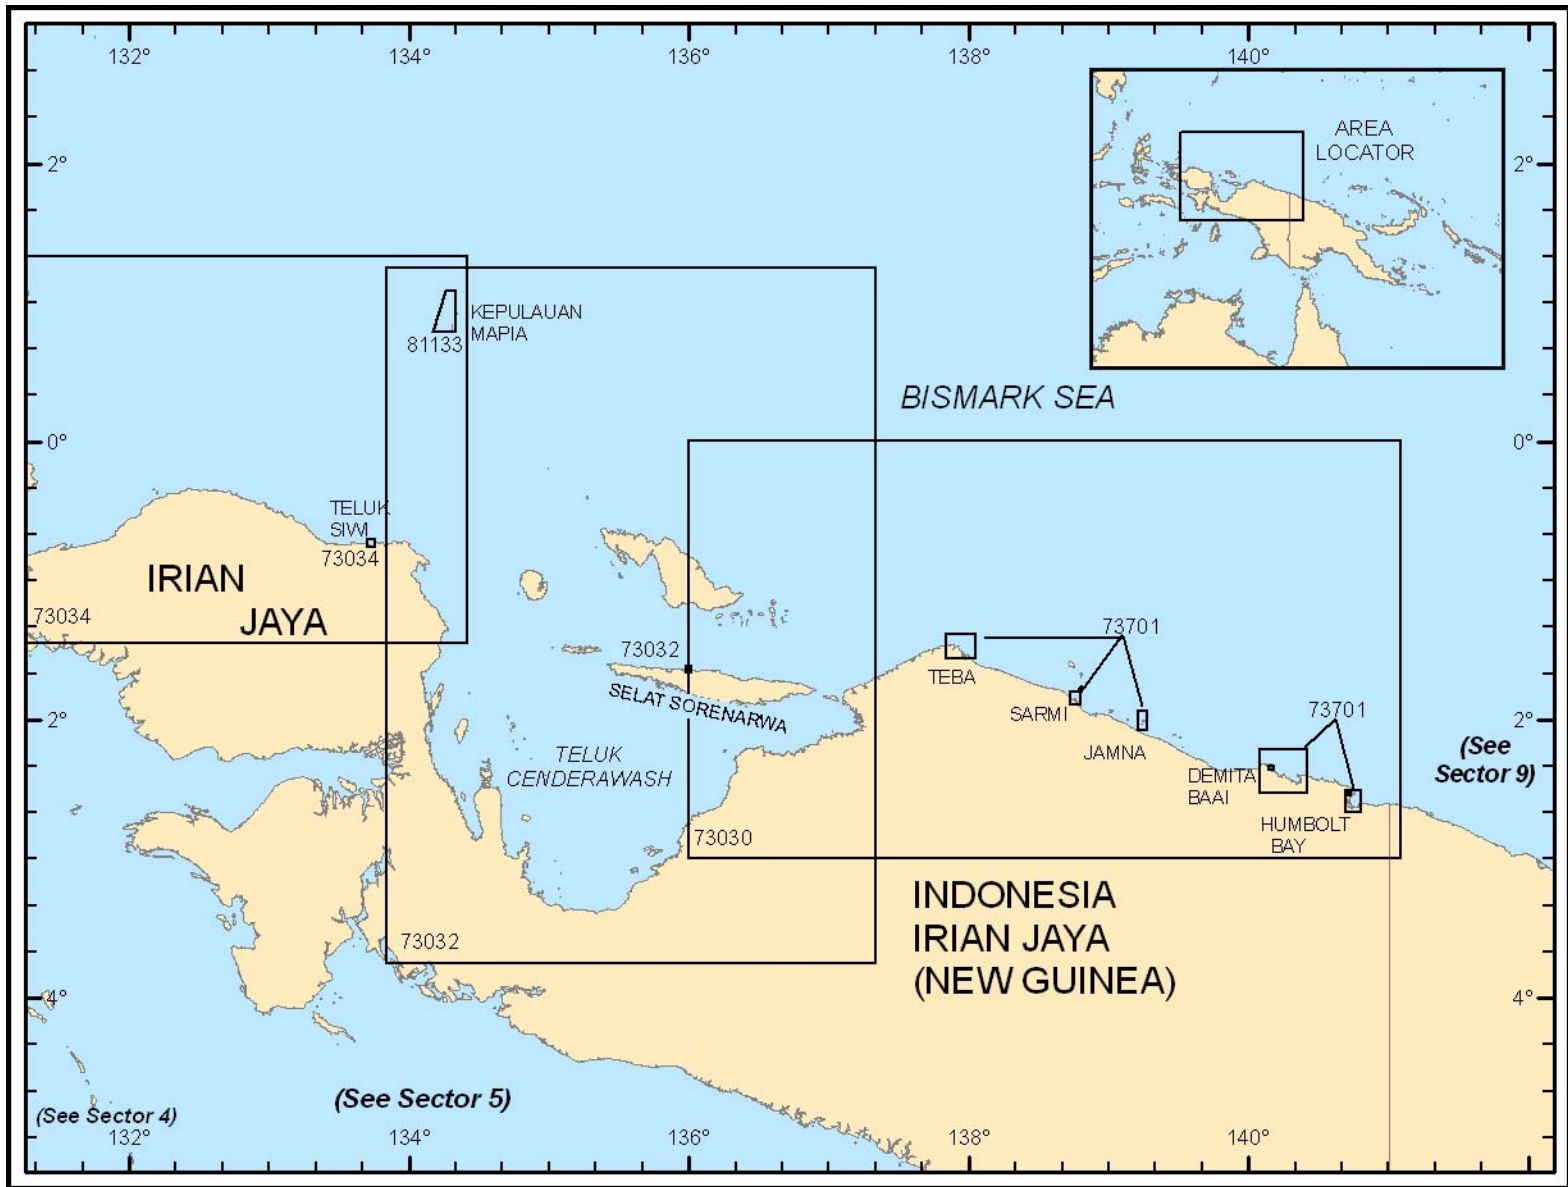 132°
134°
136°
138°
140°
AREA
LOCATOR
2°
2°
KEPULAUAN
MAPIA
81133
BISMARK SEA
0°
0°
TELUK
SIWI
73034
IRIAN
JAYA
73034
73032
SELAT SORENARWA
73701
TEBA
SARMI
JAMNA
73701
2°
2°
(See
Sector 9)
TELUK
CENDERAWASH
DEMITA
BAAI
HUMBOLT
BAY
73030
INDONESIA
IRIAN JAYA
(NEW GUINEA)
73032
4°
4°
(See Sector 5)
(See Sector 4)
132°
134°
136°
138°
140°